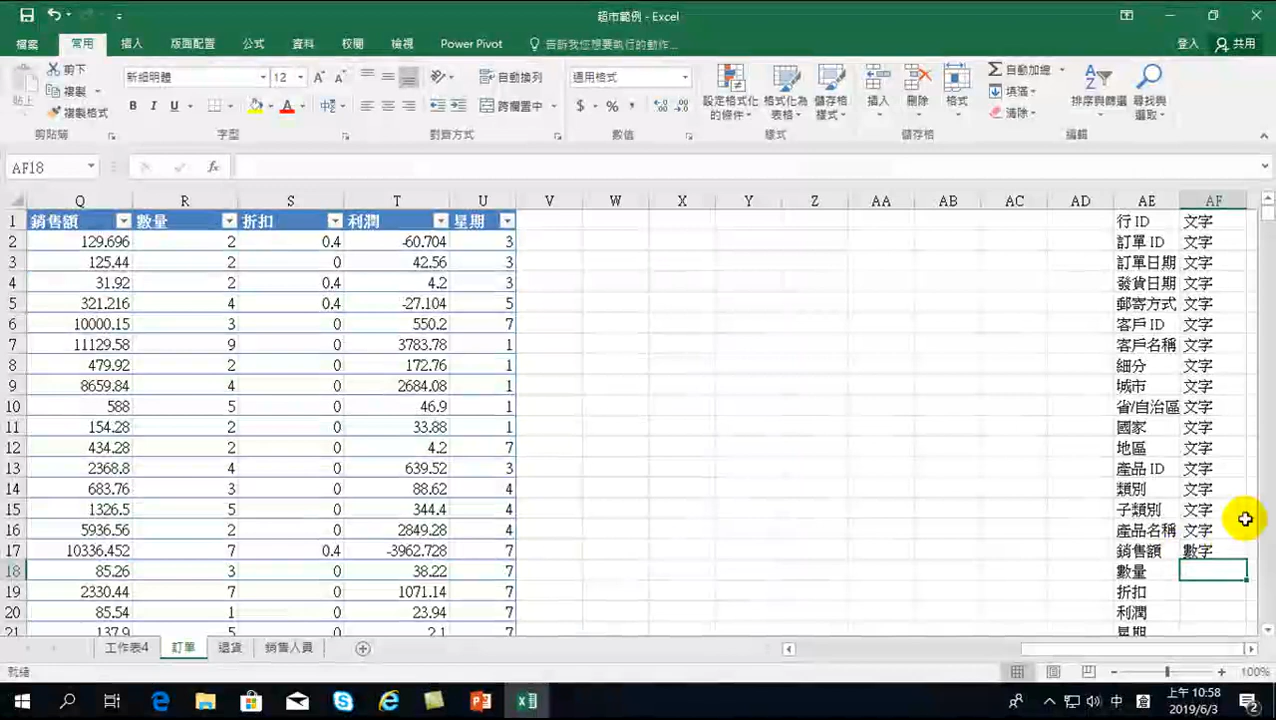 超市範例 - Excel
檔案 常用 插入 版面配置 公式 資料 校閱 檢視 Power Pivot 告訴我您想要執行的動作... 登入 共用
貼上 剪下 複製 複製格式
新細明體 12 自動換列 跨欄置中 通用格式
B I U $ % , 中
設定格式化的條件 格式化為表格 儲存格樣式 插入 刪除 格式
自動加總 填滿 清除 排序與篩選 尋找與選取
剪貼簿 字型 對齊方式 數值 樣式 儲存格 編輯
AF18 fx
Q R S T U V W X Y Z AA AB AC AD AE AF
1 銷售額 數量 折扣 利潤 星期 行 ID 文字
2 129.696 2 0.4 -60.704 3 訂單 ID 文字
3 125.44 2 0 42.56 3 訂單日期 文字
4 31.92 2 0.4 4.2 3 發貨日期 文字
5 321.216 4 0.4 -27.104 5 郵寄方式 文字
6 10000.15 3 0 550.2 7 客戶 ID 文字
7 11129.58 9 0 3783.78 1 客戶名稱 文字
8 479.92 2 0 172.76 1 細分 文字
9 8659.84 4 0 2684.08 1 城市 文字
10 588 5 0 46.9 1 省/自治區 文字
11 154.28 2 0 33.88 1 國家 文字
12 434.28 2 0 4.2 7 地區 文字
13 2368.8 4 0 639.52 3 產品 ID 文字
14 683.76 3 0 88.62 4 類別 文字
15 1326.5 5 0 344.4 4 子類別 文字
16 5936.56 2 0 2849.28 4 產品名稱 文字
17 10336.452 7 0.4 -3962.728 7 銷售額 數字
18 85.26 3 0 38.22 7 數量
19 2330.44 7 0 1071.14 7 折扣
20 85.54 1 0 23.94 7 利潤
21 137.9 5 0 2.1 7 星期
工作表4 訂單 退貨 銷售人員
就緒 100%
中 上午 10:58
2019/6/3 2